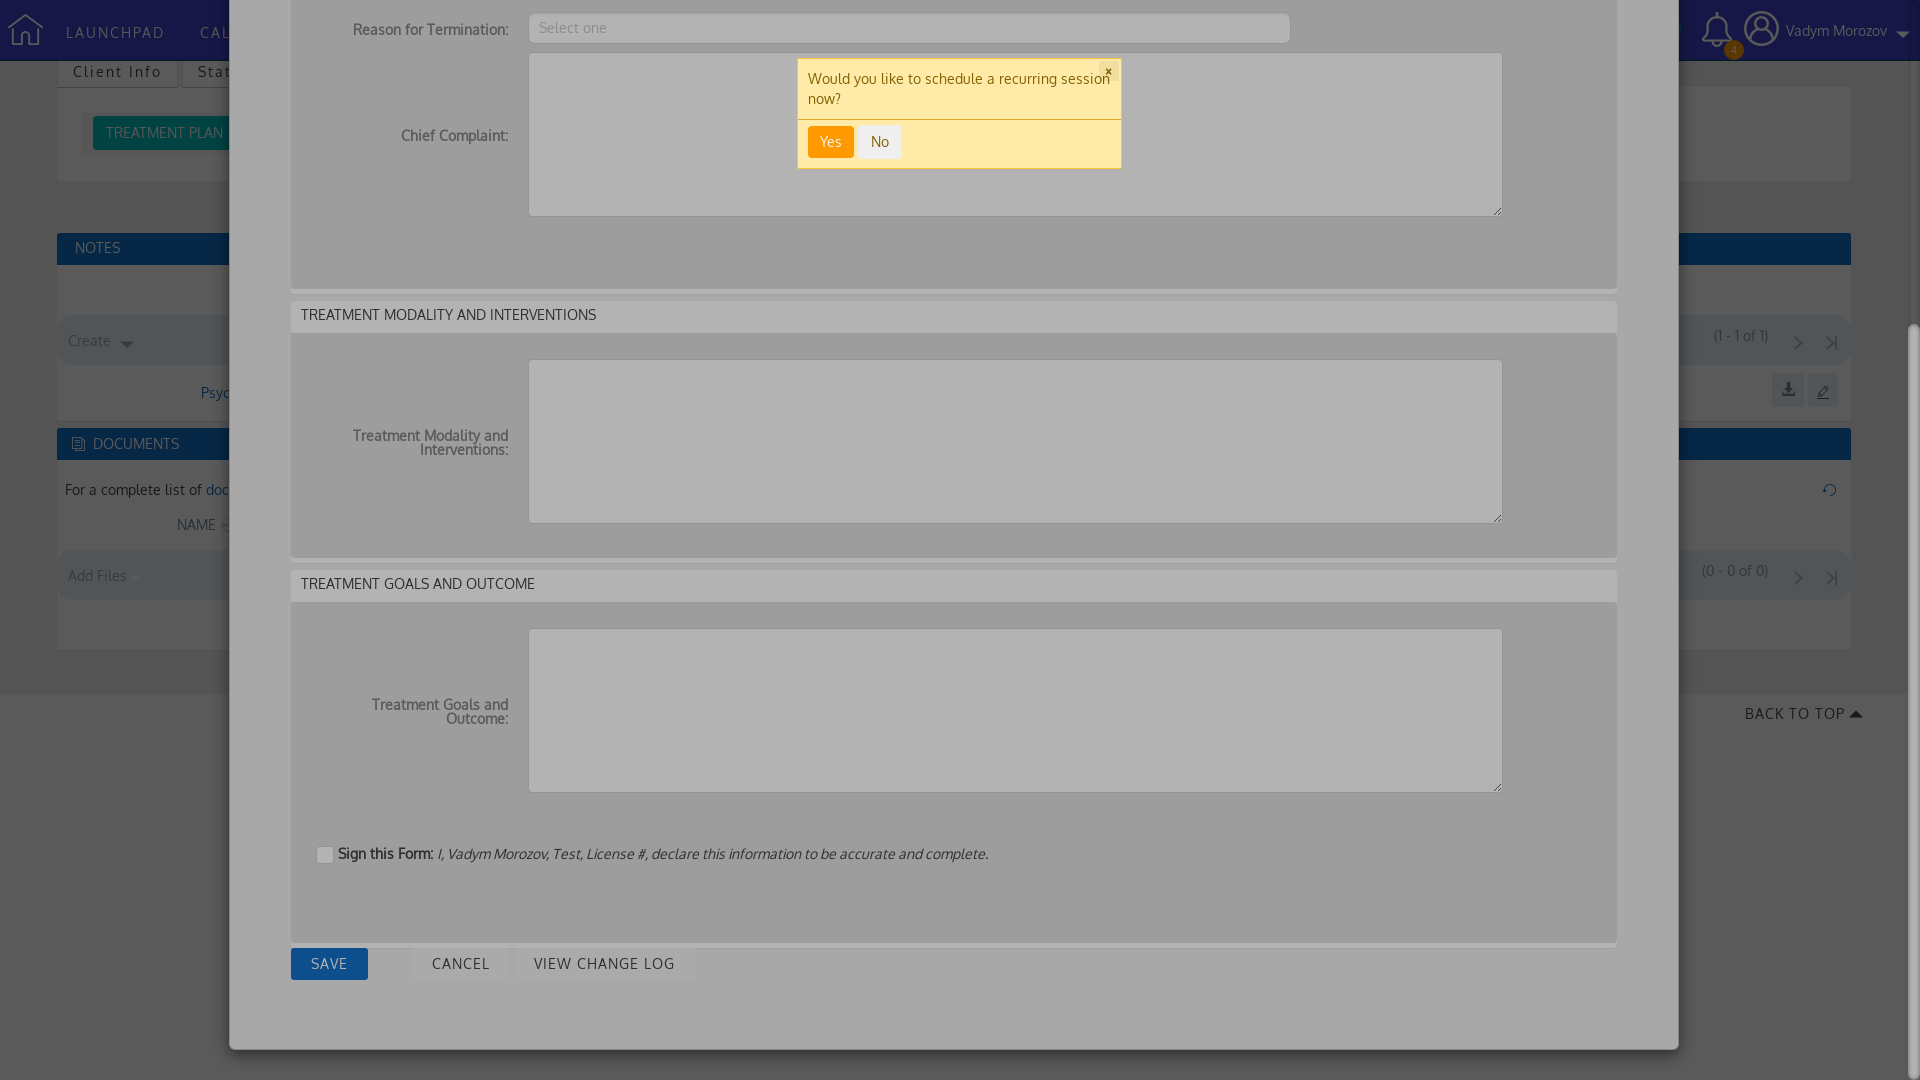 LAUNCHPAD
CAL
4
Vadym Morozov
Client Info
Stat
TREATMENT PLAN
Reason for Termination:
Select one
Would you like to schedule a recurring session
now?
x
Yes
No
Chief Complaint:
NOTES
TREATMENT MODALITY AND INTERVENTIONS
Create
(1 - 1 of 1)
Psyc
Treatment Modality and
Interventions:
DOCUMENTS
For a complete list of doc
NAME
Add Files
(0 - 0 of 0)
TREATMENT GOALS AND OUTCOME
Treatment Goals and
Outcome:
BACK TO TOP
Sign this Form: I, Vadym Morozov, Test, License #, declare this information to be accurate and complete.
SAVE
CANCEL
VIEW CHANGE LOG